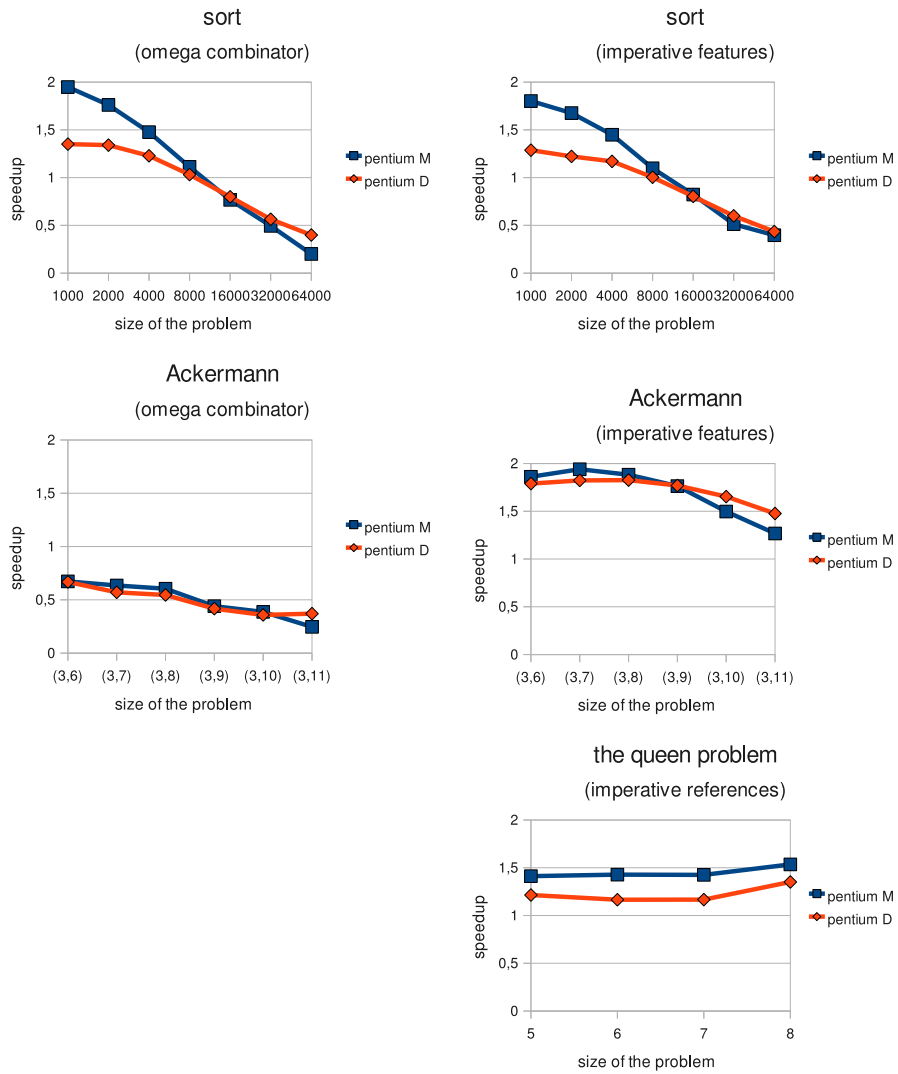 sort
(omega combinator)
2
1,5
1
0,5
0
speedup
1000 2000 4000 8000 16000 32000 64000
size of the problem
pentium M
pentium D
sort
(imperative features)
2
1,5
1
0,5
0
speedup
1000 2000 4000 8000 16000 32000 64000
size of the problem
pentium M
pentium D
Ackermann
(omega combinator)
2
1,5
1
0,5
0
speedup
(3,6) (3,7) (3,8) (3,9) (3,10) (3,11)
size of the problem
pentium M
pentium D
Ackermann
(imperative features)
2
1,5
1
0,5
0
speedup
(3,6) (3,7) (3,8) (3,9) (3,10) (3,11)
size of the problem
pentium M
pentium D
the queen problem
(imperative references)
2
1,5
1
0,5
0
speedup
5 6 7 8
size of the problem
pentium M
pentium D